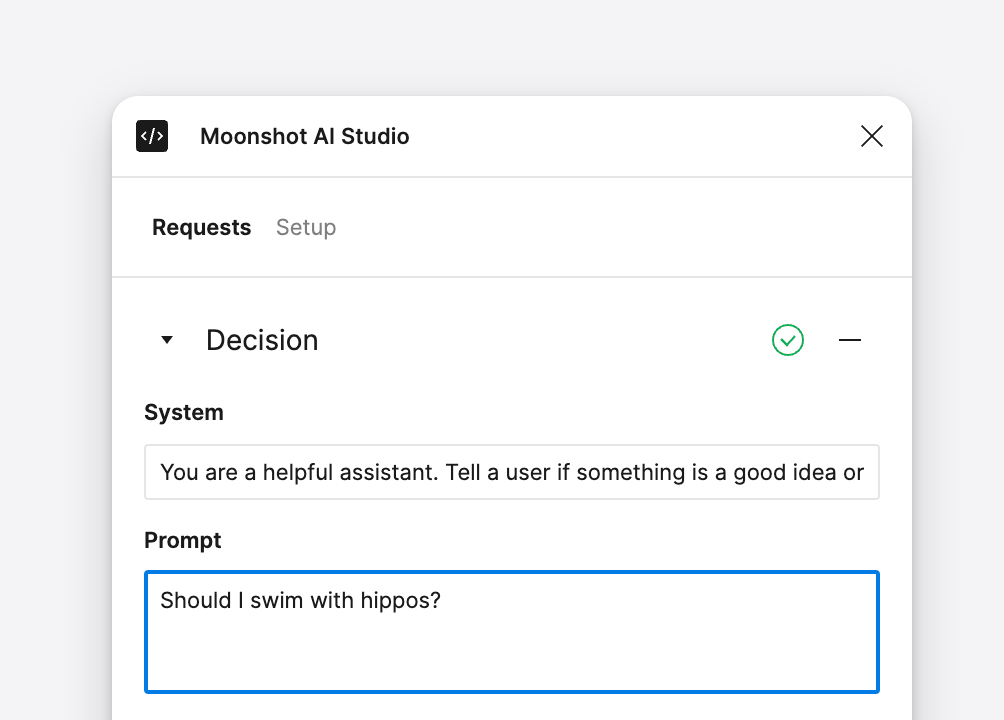 </> Moonshot AI Studio
Requests Setup
Decision
System
You are a helpful assistant. Tell a user if something is a good idea or
Prompt
Should I swim with hippos?